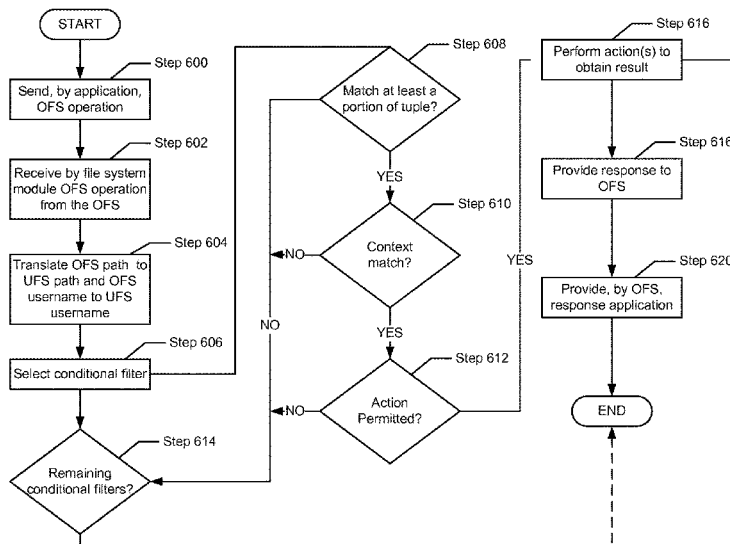 START
Step 600
Send, by application,
OFS operation
Step 602
Receive by file system
module OFS operation
from the OFS
Step 604
Translate OFS path to
UFS path and OFS
username to UFS
username
Step 606
Select conditional filter
Step 614
Remaining
conditional filters?
Step 608
Match at least a
portion of tuple?
YES
Step 610
Context
match?
NO
YES
NO
Step 612
Action
Permitted?
NO
YES
Step 616
Perform action(s) to
obtain result
Step 616
Provide response to
OFS
Step 620
Provide, by OFS,
response application
END